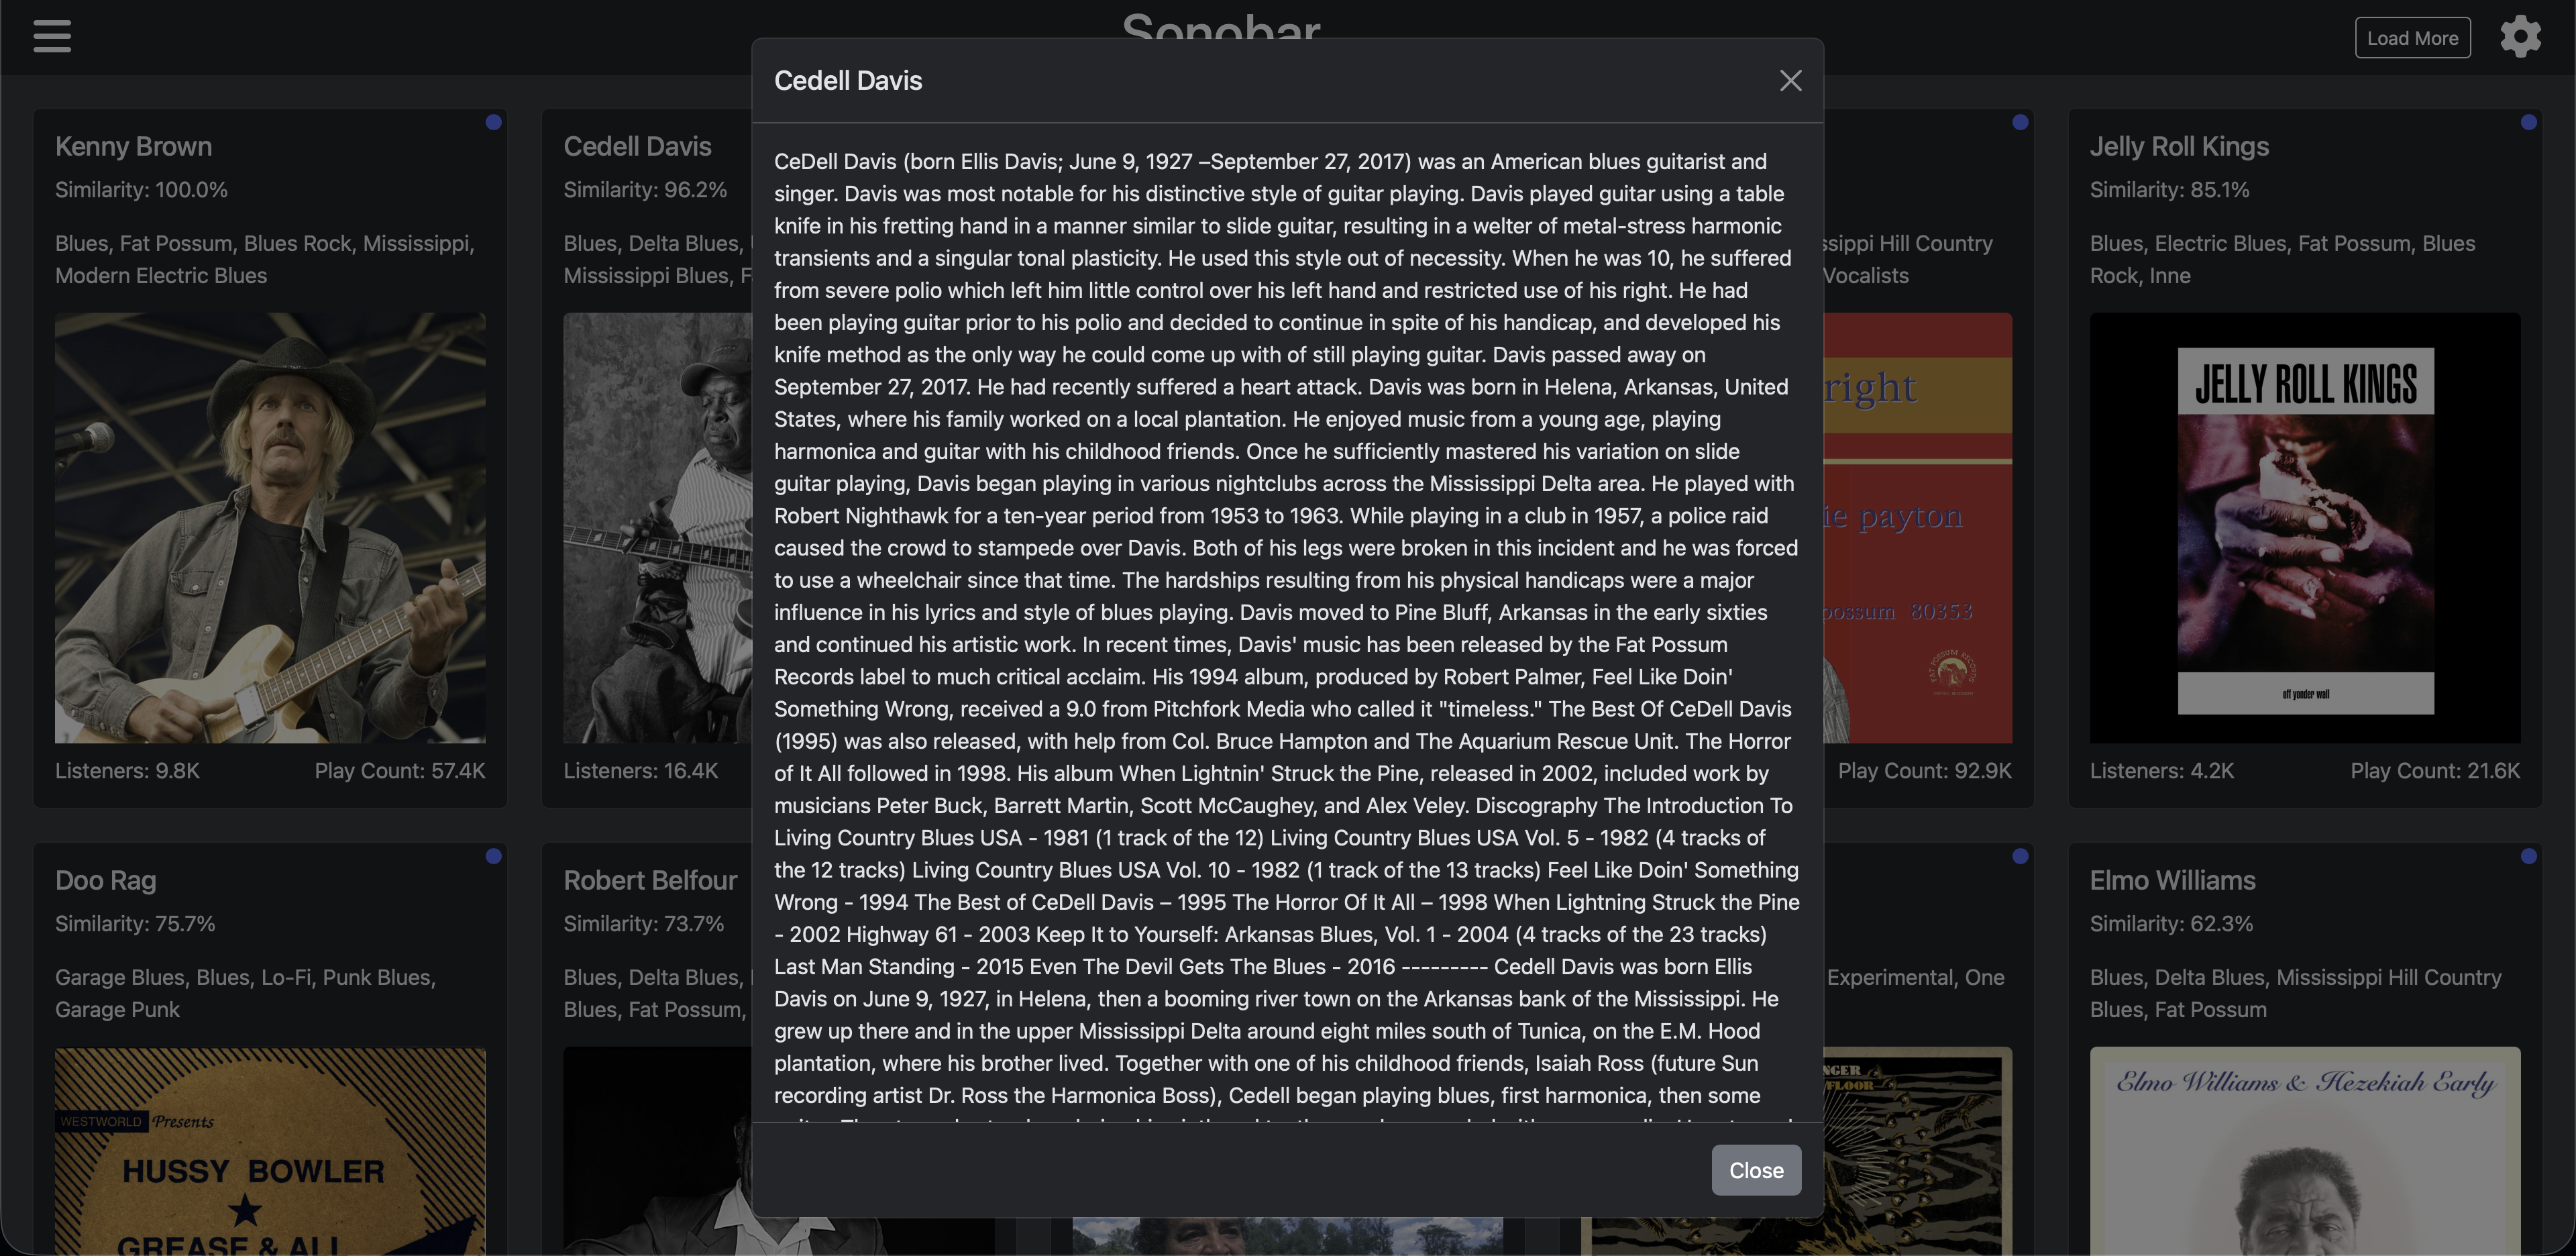 Sonobar
Load More
Cedell Davis
CeDell Davis (born Ellis Davis; June 9, 1927 –September 27, 2017) was an American blues guitarist and
singer. Davis was most notable for his distinctive style of guitar playing. Davis played guitar using a table
knife in his fretting hand in a manner similar to slide guitar, resulting in a welter of metal-stress harmonic
transients and a singular tonal plasticity. He used this style out of necessity. When he was 10, he suffered
from severe polio which left him little control over his left hand and restricted use of his right. He had
been playing guitar prior to his polio and decided to continue in spite of his handicap, and developed his
knife method as the only way he could come up with of still playing guitar. Davis passed away on
September 27, 2017. He had recently suffered a heart attack. Davis was born in Helena, Arkansas, United
States, where his family worked on a local plantation. He enjoyed music from a young age, playing
harmonica and guitar with his childhood friends. Once he sufficiently mastered his variation on slide
guitar playing, Davis began playing in various nightclubs across the Mississippi Delta area. He played with
Robert Nighthawk for a ten-year period from 1953 to 1963. While playing in a club in 1957, a police raid
caused the crowd to stampede over Davis. Both of his legs were broken in this incident and he was forced
to use a wheelchair since that time. The hardships resulting from his physical handicaps were a major
influence in his lyrics and style of blues playing. Davis moved to Pine Bluff, Arkansas in the early sixties
and continued his artistic work. In recent times, Davis' music has been released by the Fat Possum
Records label to much critical acclaim. His 1994 album, produced by Robert Palmer, Feel Like Doin'
Something Wrong, received a 9.0 from Pitchfork Media who called it "timeless." The Best Of CeDell Davis
(1995) was also released, with help from Col. Bruce Hampton and The Aquarium Rescue Unit. The Horror
of It All followed in 1998. His album When Lightnin' Struck the Pine, released in 2002, included work by
musicians Peter Buck, Barrett Martin, Scott McCaughey, and Alex Veley. Discography The Introduction To
Living Country Blues USA - 1981 (1 track of the 12) Living Country Blues USA Vol. 5 - 1982 (4 tracks of
the 12 tracks) Living Country Blues USA Vol. 10 - 1982 (1 track of the 13 tracks) Feel Like Doin' Something
Wrong - 1994 The Best of CeDell Davis – 1995 The Horror Of It All – 1998 When Lightning Struck the Pine
- 2002 Highway 61 - 2003 Keep It to Yourself: Arkansas Blues, Vol. 1 - 2004 (4 tracks of the 23 tracks)
Last Man Standing - 2015 Even The Devil Gets The Blues - 2016 --------- Cedell Davis was born Ellis
Davis on June 9, 1927, in Helena, then a booming river town on the Arkansas bank of the Mississippi. He
grew up there and in the upper Mississippi Delta around eight miles south of Tunica, on the E.M. Hood
plantation, where his brother lived. Together with one of his childhood friends, Isaiah Ross (future Sun
recording artist Dr. Ross the Harmonica Boss), Cedell began playing blues, first harmonica, then some
Close
Kenny Brown
Similarity: 100.0%
Blues, Fat Possum, Blues Rock, Mississippi,
Modern Electric Blues
Listeners: 9.8K
Play Count: 57.4K
Cedell Davis
Similarity: 96.2%
Blues, Delta Blues,
Mississippi Blues,
Listeners: 16.4K
ssippi Hill Country
Vocalists
right
ie payton
possum 80353
Play Count: 92.9K
Jelly Roll Kings
Similarity: 85.1%
Blues, Electric Blues, Fat Possum, Blues
Rock, Inne
JELLY ROLL KINGS
off yonder wall
Listeners: 4.2K
Play Count: 21.6K
Doo Rag
Similarity: 75.7%
Garage Blues, Blues, Lo-Fi, Punk Blues,
Garage Punk
WESTWORLD Presents
HUSSY BOWLER
GREASE & ALL
Robert Belfour
Similarity: 73.7%
Blues, Delta Blues,
Blues, Fat Possum,
Experimental, One
NGER
FLOOR
Elmo Williams
Similarity: 62.3%
Blues, Delta Blues, Mississippi Hill Country
Blues, Fat Possum
Elmo Williams & Hezekiah Early